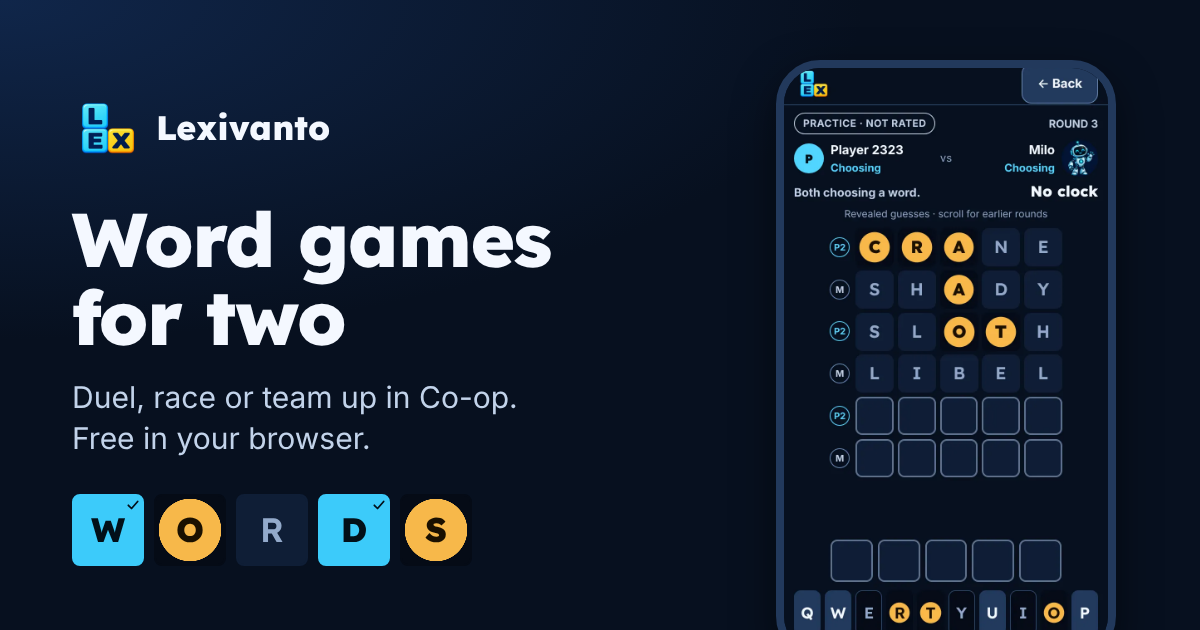 L
E X
Lexivanto
Word games
for two
Duel, race or team up in Co-op.
Free in your browser.
W O R D S
L
E X
← Back
PRACTICE · NOT RATED
ROUND 3
P
Player 2323
Choosing
vs
Milo
Choosing
Both choosing a word.
No clock
Revealed guesses · scroll for earlier rounds
P2 C R A N E
M S H A D Y
P2 S L O T H
M L I B E L
P2
M
Q W E R T Y U I O P